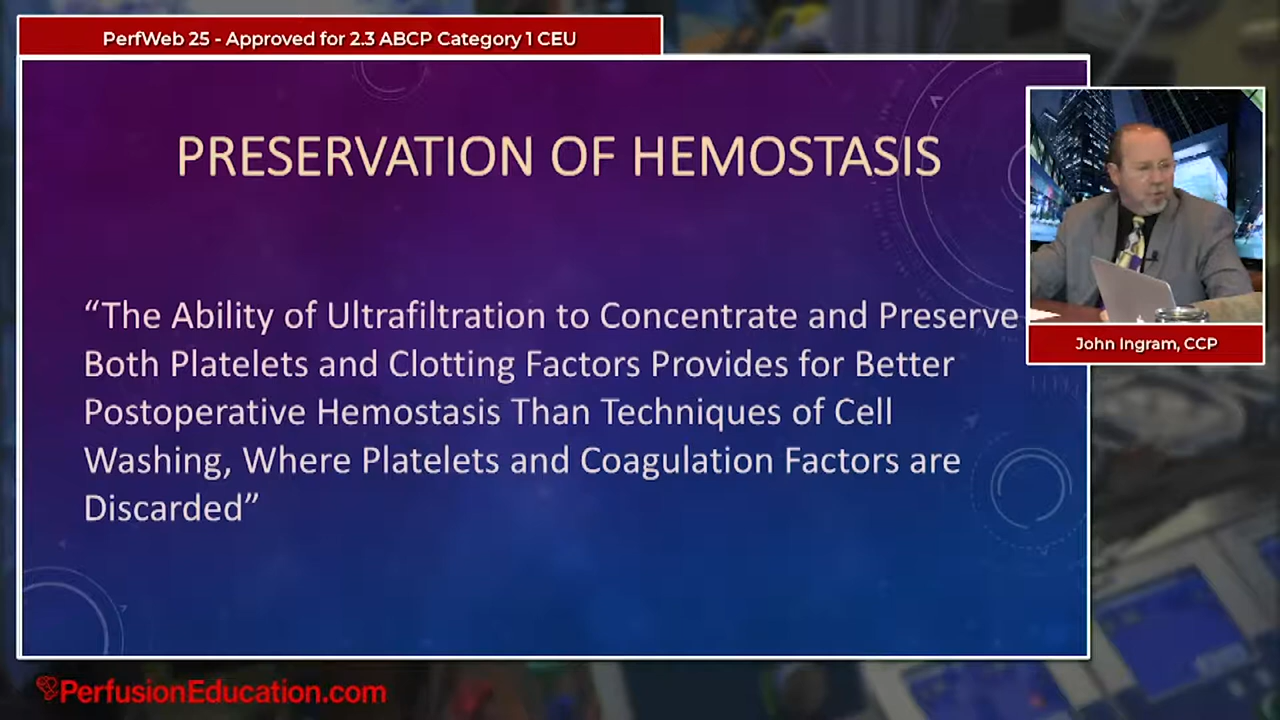 PerfWeb 25 - Approved for 2.3 ABCP Category 1 CEU
PRESERVATION OF HEMOSTASIS
“The Ability of Ultrafiltration to Concentrate and Preserve
Both Platelets and Clotting Factors Provides for Better
Postoperative Hemostasis Than Techniques of Cell
Washing, Where Platelets and Coagulation Factors are
Discarded”
John Ingram, CCP
PerfusionEducation.com